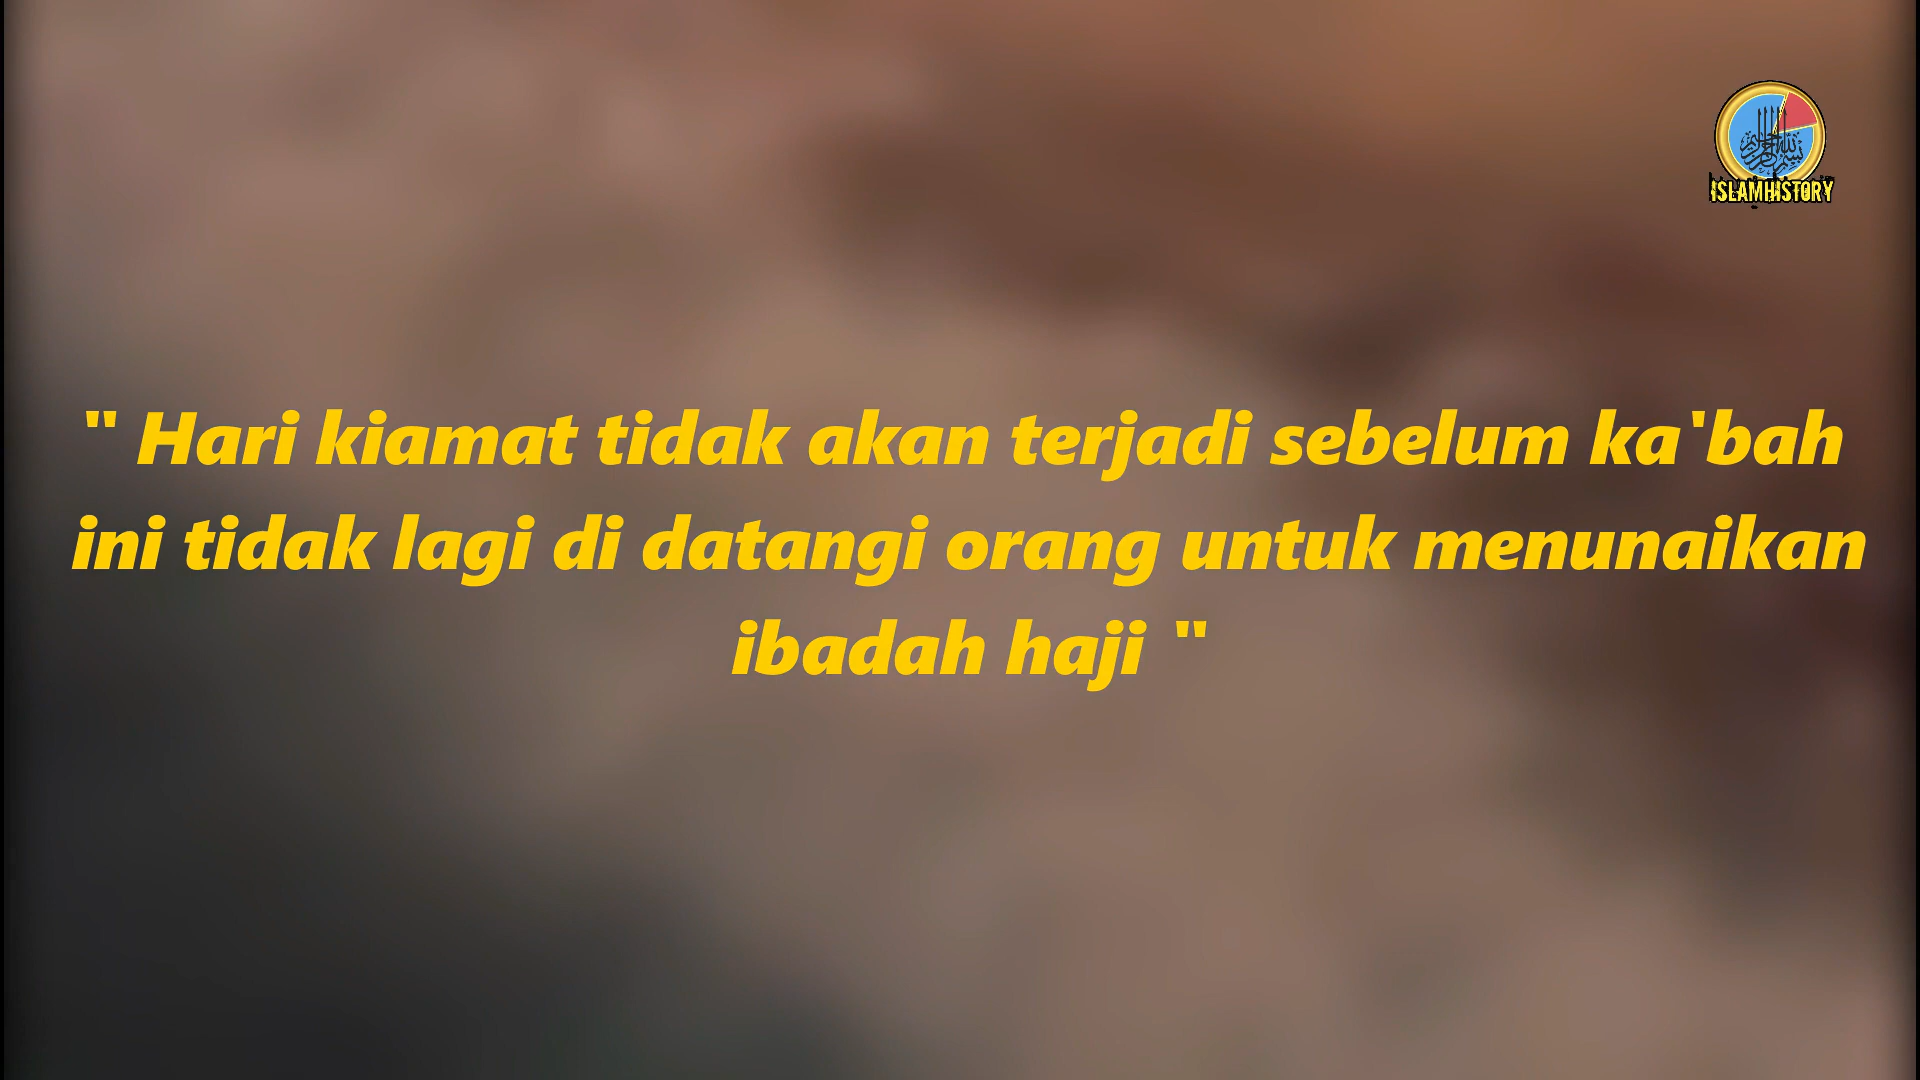 ISLAMHISTORY
" Hari kiamat tidak akan terjadi sebelum ka'bah
ini tidak lagi di datangi orang untuk menunaikan
ibadah haji "